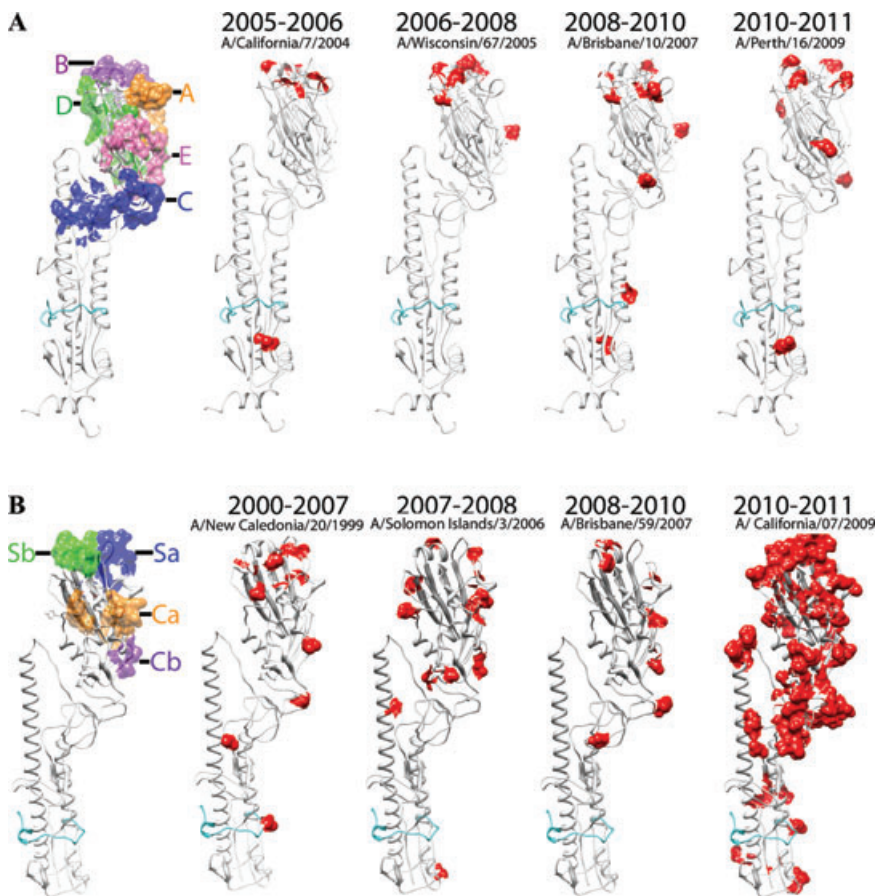 A
B
D
A
E
C
2005-2006
A/California/7/2004
2006-2008
A/Wisconsin/67/2005
2008-2010
A/Brisbane/10/2007
2010-2011
A/Perth/16/2009
B
Sb
Sa
Ca
Cb
2000-2007
A/New Caledonia/20/1999
2007-2008
A/Solomon Islands/3/2006
2008-2010
A/Brisbane/59/2007
2010-2011
A/ California/07/2009